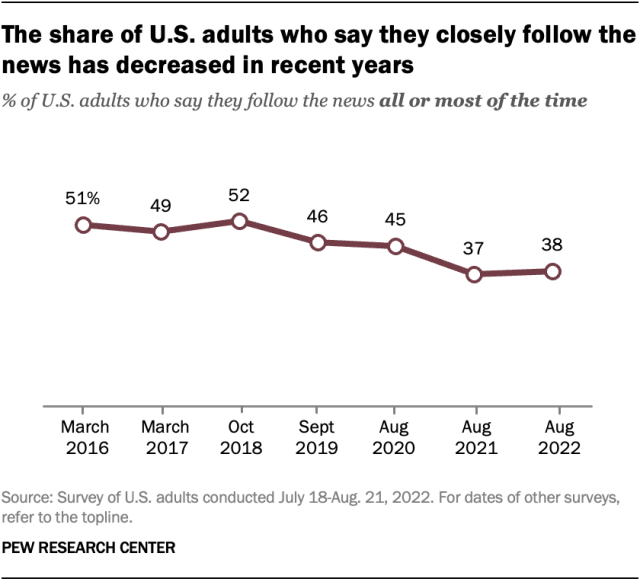 The share of U.S. adults who say they closely follow the
news has decreased in recent years
% of U.S. adults who say they follow the news all or most of the time
51%
49
52
46
45
37
38
March
2016
March
2017
Oct
2018
Sept
2019
Aug
2020
Aug
2021
Aug
2022
Source: Survey of U.S. adults conducted July 18-Aug. 21, 2022. For dates of other surveys,
refer to the topline.
PEW RESEARCH CENTER